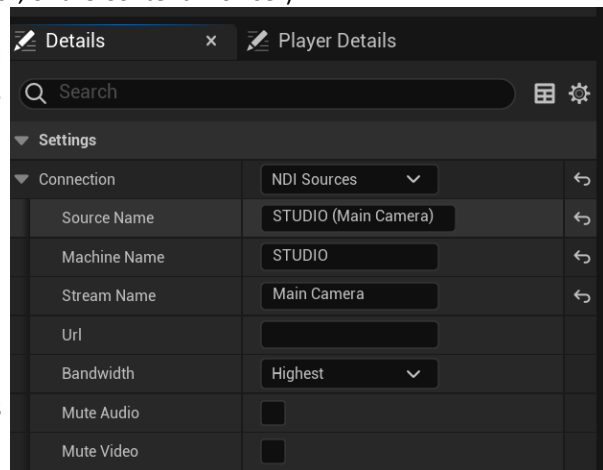 Details × Player Details
Search
Settings
Connection NDI Sources
Source Name STUDIO (Main Camera)
Machine Name STUDIO
Stream Name Main Camera
Url
Bandwidth Highest
Mute Audio
Mute Video